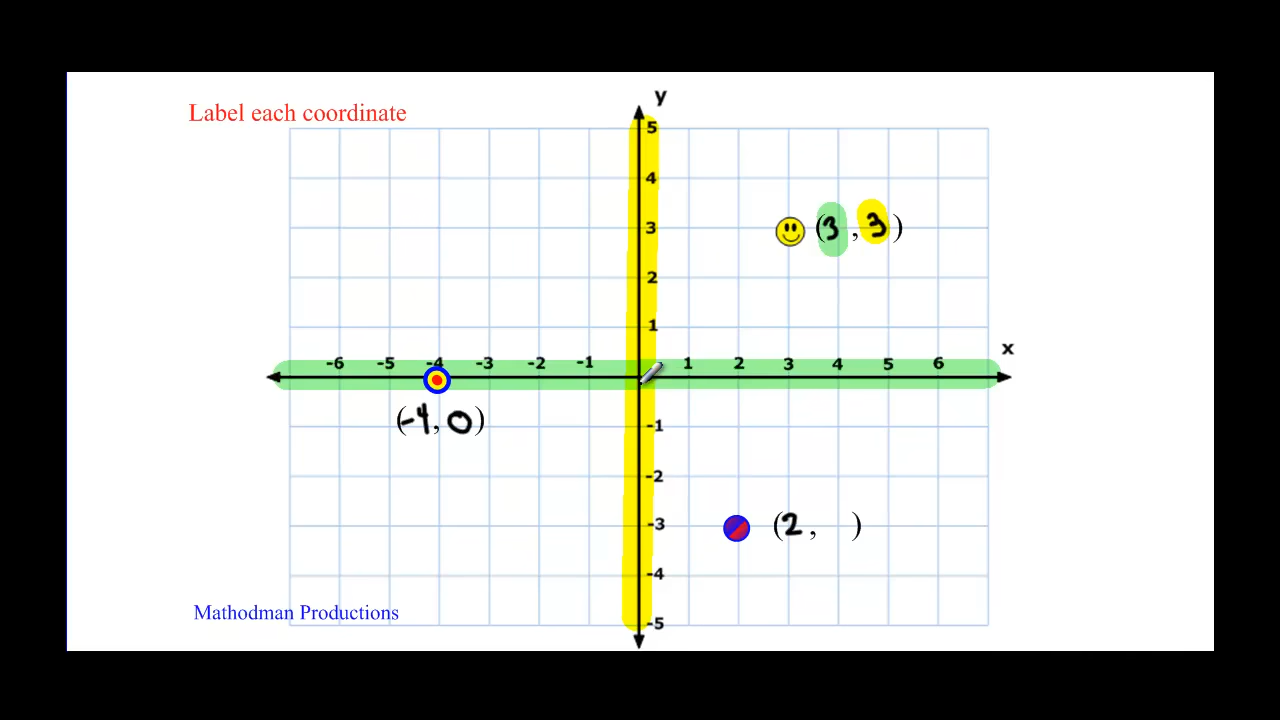 y
Label each coordinate
5
4
3
(3, 3)
2
1
x
-6 -5 -4 -3 -2 -1 1 2 3 4 5 6
(-4, 0)
-1
-2
-3
(2, )
-4
Mathodman Productions
-5